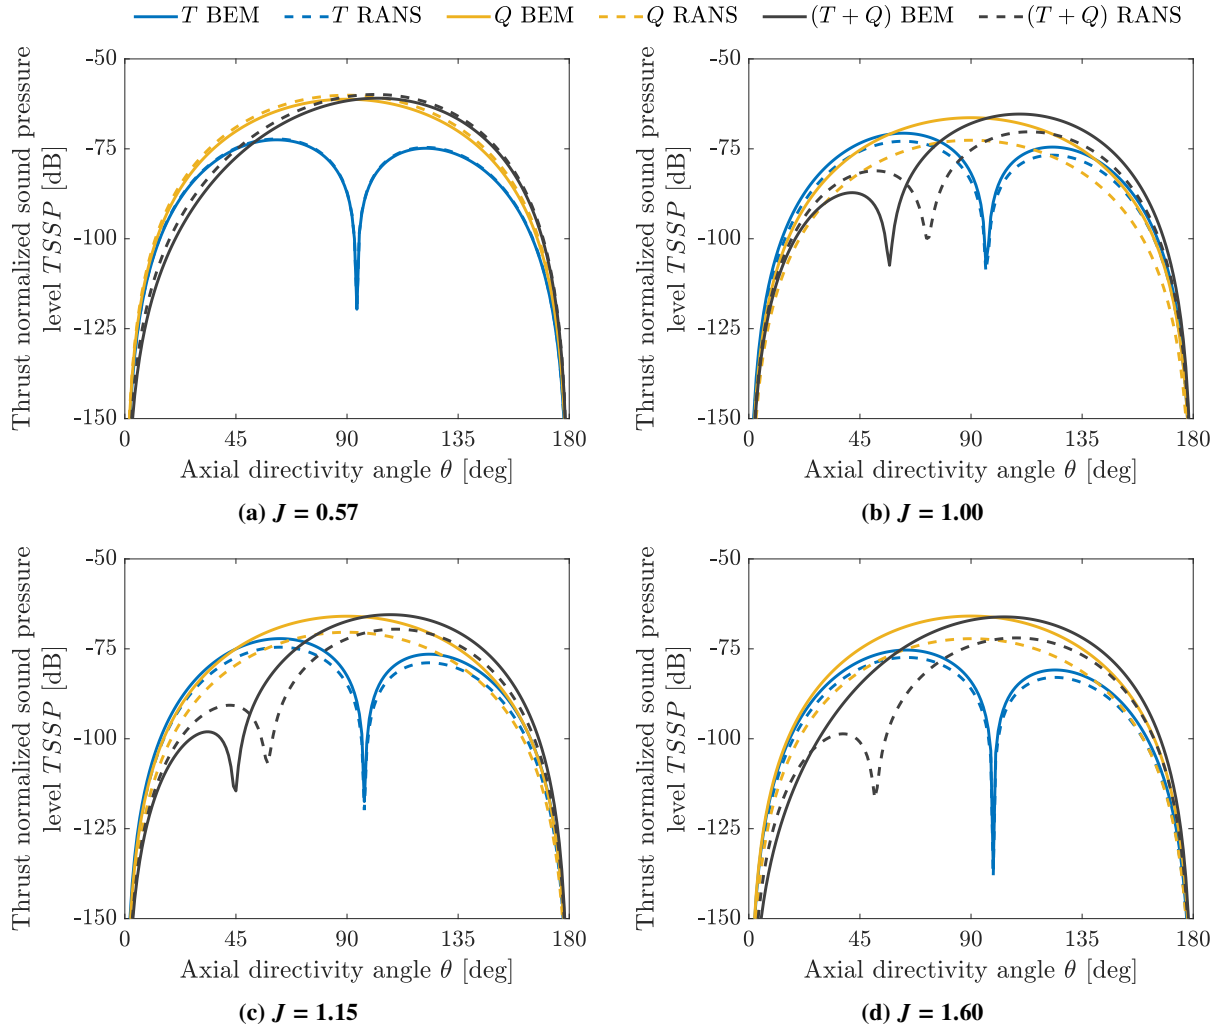 T BEM T RANS Q BEM Q RANS (T + Q) BEM (T + Q) RANS
Thrust normalized sound pressure
level TSSP [dB]
-50
-75
-100
-125
-150
0 45 90 135 180
Axial directivity angle θ [deg]
(a) J = 0.57
Thrust normalized sound pressure
level TSSP [dB]
-50
-75
-100
-125
-150
0 45 90 135 180
Axial directivity angle θ [deg]
(b) J = 1.00
Thrust normalized sound pressure
level TSSP [dB]
-50
-75
-100
-125
-150
0 45 90 135 180
Axial directivity angle θ [deg]
(c) J = 1.15
Thrust normalized sound pressure
level TSSP [dB]
-50
-75
-100
-125
-150
0 45 90 135 180
Axial directivity angle θ [deg]
(d) J = 1.60